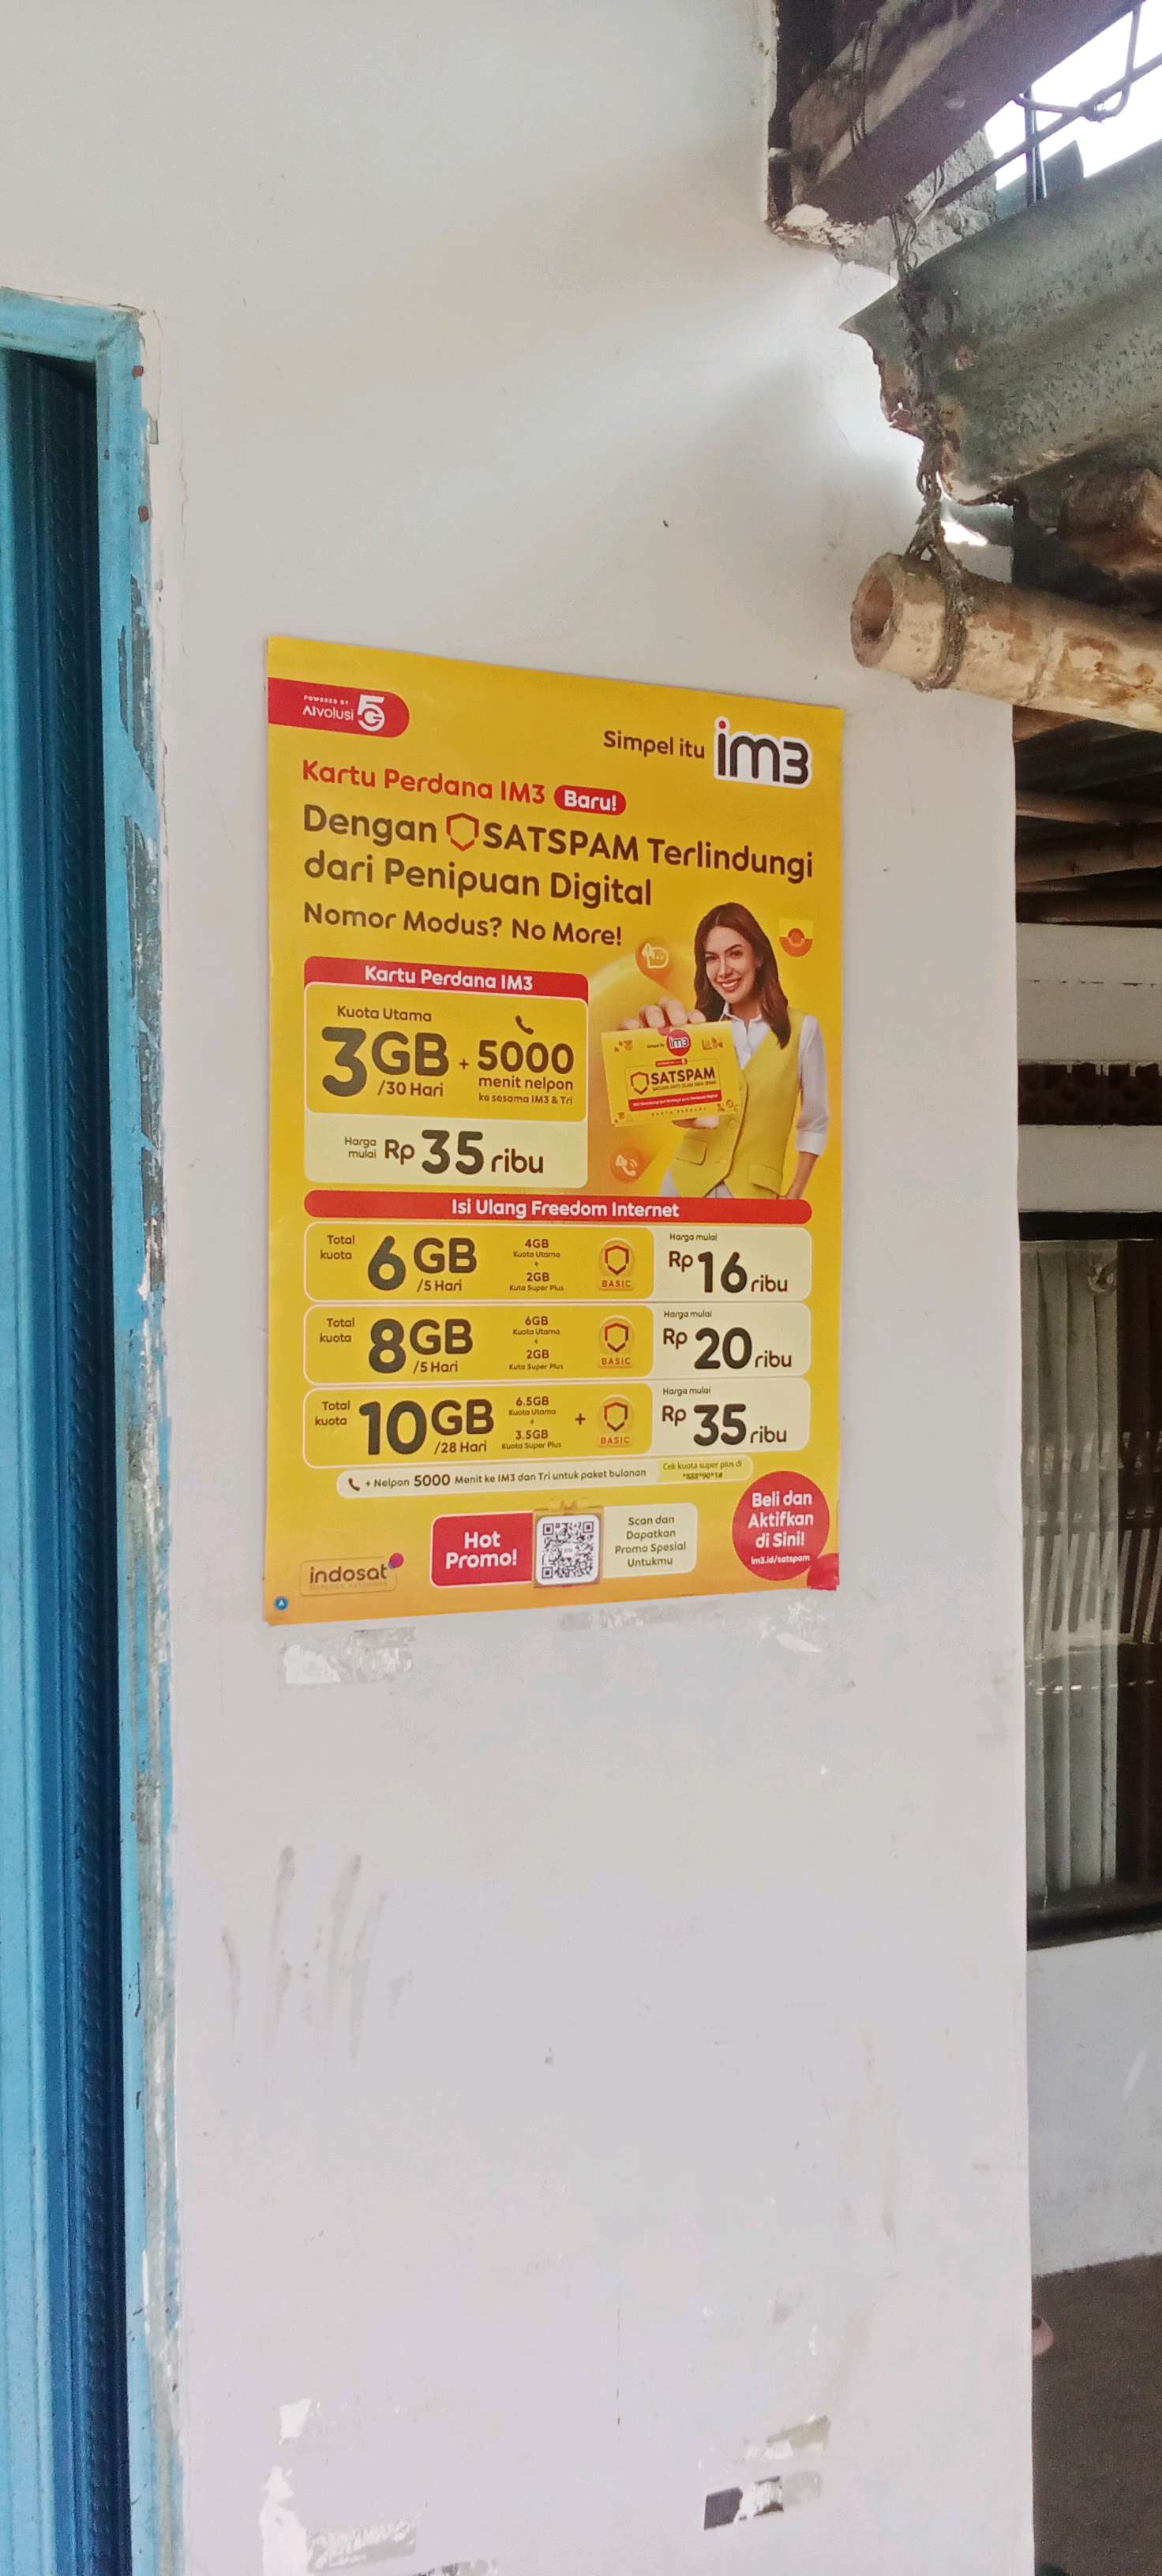 POWERED BY
AIvolusi 5G
Simpel itu im3
Kartu Perdana IM3 Baru!
Dengan SATSPAM Terlindungi
dari Penipuan Digital
Nomor Modus? No More!
Kartu Perdana IM3
Kuota Utama
3GB + 5000
/30 Hari menit nelpon
ke sesama IM3 & Tri
Harga mulai Rp 35 ribu
im3
SATSPAM
Isi Ulang Freedom Internet
Total kuota 6GB /5 Hari
4GB
Kuota Utama
+
2GB
Kuta Super Plus
BASIC
Harga mulai
Rp 16 ribu
Total kuota 8GB /5 Hari
6GB
Kuota Utama
+
2GB
Kuta Super Plus
BASIC
Harga mulai
Rp 20 ribu
Total kuota 10GB /28 Hari
6.5GB
Kuota Utama
+
3.5GB
Kuota Super Plus
+
BASIC
Harga mulai
Rp 35 ribu
+ Nelpon 5000 Menit ke IM3 dan Tri untuk paket bulanan
Cek kuota super plus di
*888*90*1#
indosat
Hot
Promo!
Scan dan
Dapatkan
Promo Spesial
Untukmu
Beli dan
Aktifkan
di Sini!
im3.id/satspam
A